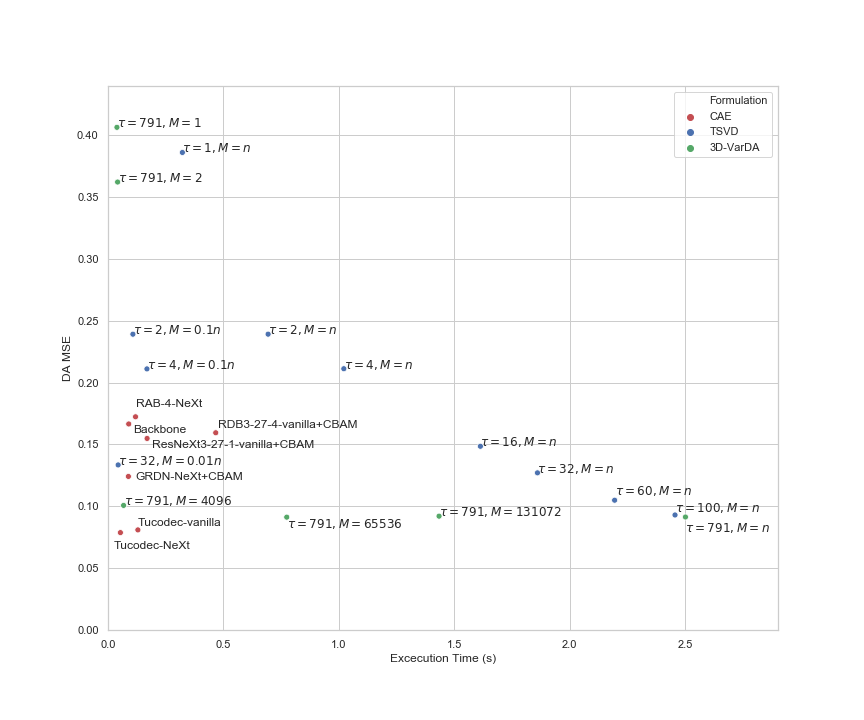 Formulation
CAE
TSVD
3D-VarDA
0.40
τ = 791, M = 1
τ = 1, M = n
τ = 791, M = 2
0.35
0.30
0.25
τ = 2, M = 0.1n
τ = 2, M = n
τ = 4, M = 0.1n
τ = 4, M = n
0.20
DA MSE
RAB-4-NeXt
Backbone
RDB3-27-4-vanilla+CBAM
ResNeXt3-27-1-vanilla+CBAM
0.15
τ = 16, M = n
τ = 32, M = 0.01n
τ = 32, M = n
GRDN-NeXt+CBAM
τ = 60, M = n
0.10
τ = 791, M = 4096
τ = 100, M = n
τ = 791, M = 131072
Tucodec-vanilla
τ = 791, M = 65536
τ = 791, M = n
Tucodec-NeXt
0.05
0.00
0.0 0.5 1.0 1.5 2.0 2.5
Excecution Time (s)